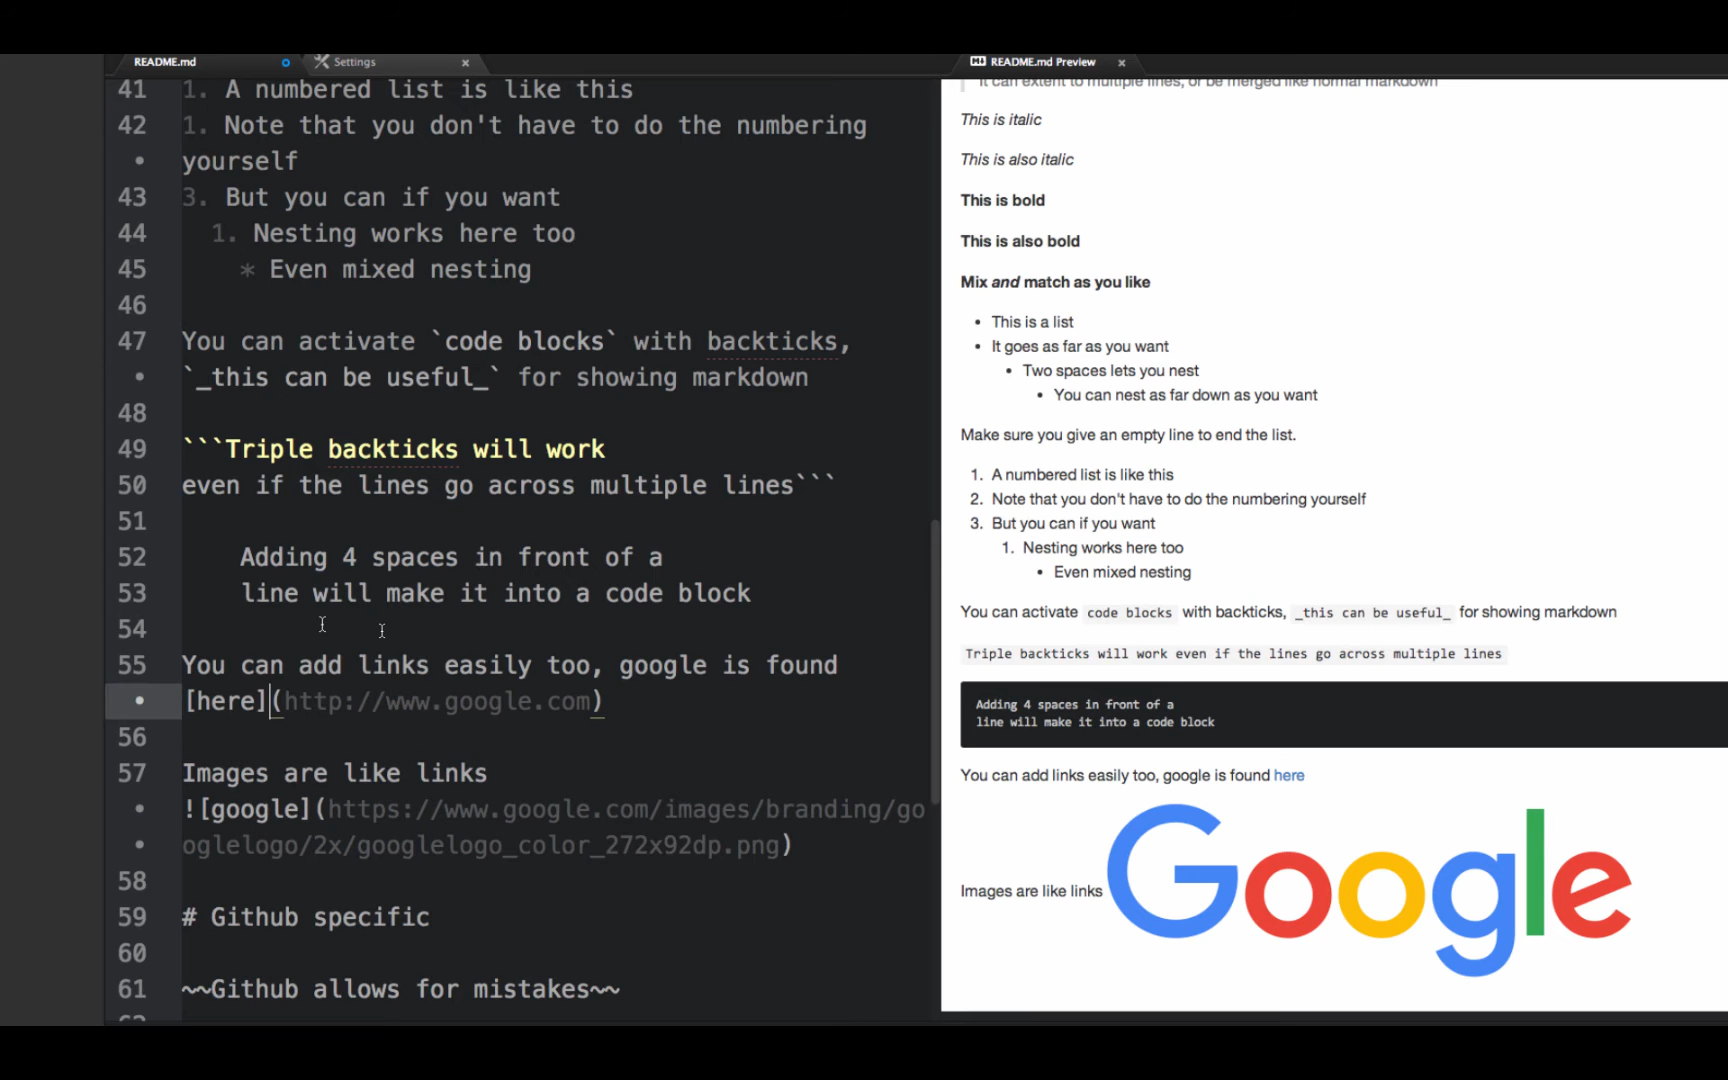 README.md
Settings
41 1. A numbered list is like this
42 1. Note that you don't have to do the numbering
• yourself
43 3. But you can if you want
44 1. Nesting works here too
45 * Even mixed nesting
46
47 You can activate `code blocks` with backticks,
• `_this can be useful_` for showing markdown
48
49 ```Triple backticks will work
50 even if the lines go across multiple lines```
51
52 Adding 4 spaces in front of a
53 line will make it into a code block
54
55 You can add links easily too, google is found
• [here](http://www.google.com)
56
57 Images are like links
• ![google](https://www.google.com/images/branding/go
• oglelogo/2x/googlelogo_color_272x92dp.png)
58
59 # Github specific
60
61 ~~Github allows for mistakes~~
62
README.md Preview
It can extent to multiple lines, or be merged like normal markdown
This is italic
This is also italic
This is bold
This is also bold
Mix and match as you like
• This is a list
• It goes as far as you want
• Two spaces lets you nest
• You can nest as far down as you want
Make sure you give an empty line to end the list.
1. A numbered list is like this
2. Note that you don't have to do the numbering yourself
3. But you can if you want
1. Nesting works here too
• Even mixed nesting
You can activate code blocks with backticks, _this can be useful_ for showing markdown
Triple backticks will work even if the lines go across multiple lines
Adding 4 spaces in front of a
line will make it into a code block
You can add links easily too, google is found here
Images are like links Google